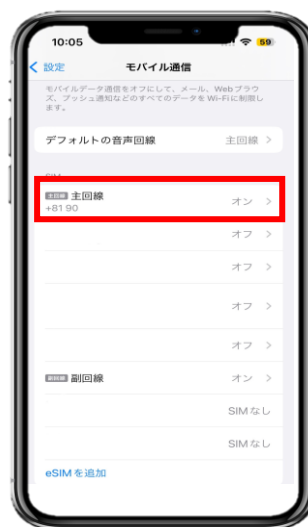 10:05
59
設定
モバイル通信
モバイルデータ通信をオフにして、メール、Webブラウ
ズ、プッシュ通知などのすべてのデータをWi-Fiに制限し
ます。
デフォルトの音声回線 主回線
SIM
主回線 主回線 オン
+81 90
オフ
オフ
オフ
オフ
副回線 副回線 オン
SIMなし
SIMなし
eSIMを追加